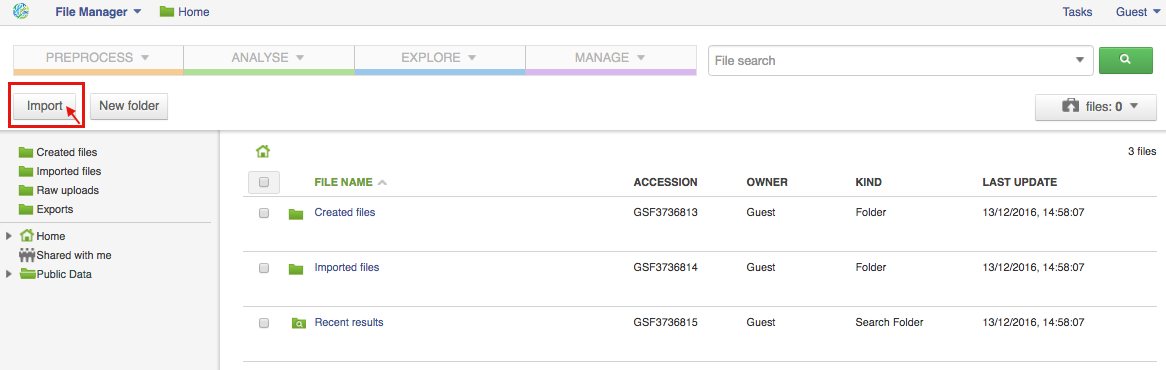 File Manager Home Tasks Guest
PREPROCESS ANALYSE EXPLORE MANAGE File search
Import New folder files: 0
Created files
Imported files
Raw uploads
Exports
Home
Shared with me
Public Data
3 files
FILE NAME ACCESSION OWNER KIND LAST UPDATE
Created files GSF3736813 Guest Folder 13/12/2016, 14:58:07
Imported files GSF3736814 Guest Folder 13/12/2016, 14:58:07
Recent results GSF3736815 Guest Search Folder 13/12/2016, 14:58:07